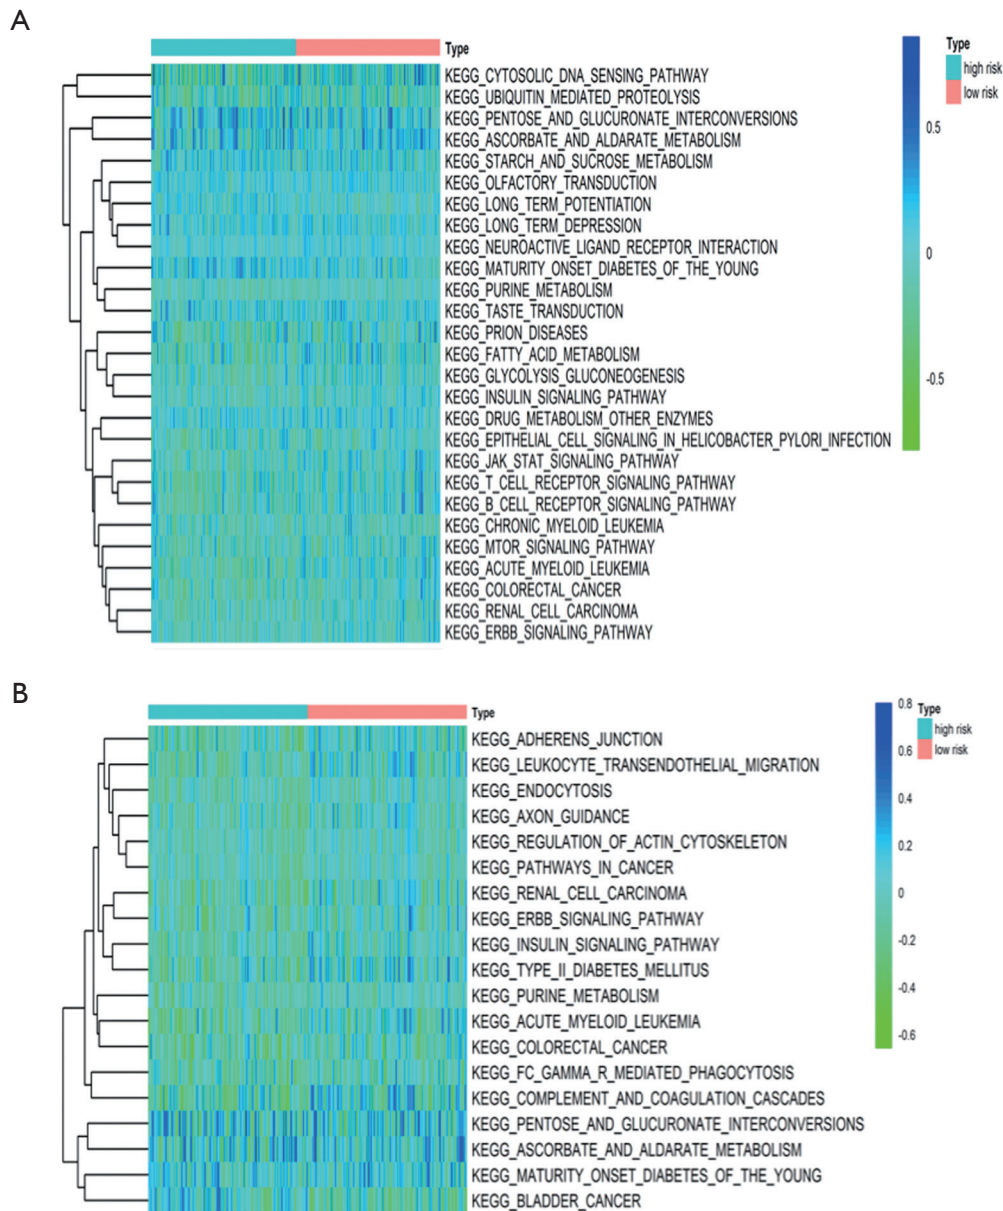 A
Type
KEGG_CYTOSOLIC_DNA_SENSING_PATHWAY
KEGG_UBIQUITIN_MEDIATED_PROTEOLYSIS
KEGG_PENTOSE_AND_GLUCURONATE_INTERCONVERSIONS
KEGG_ASCORBATE_AND_ALDARATE_METABOLISM
KEGG_STARCH_AND_SUCROSE_METABOLISM
KEGG_OLFACTORY_TRANSDUCTION
KEGG_LONG_TERM_POTENTIATION
KEGG_LONG_TERM_DEPRESSION
KEGG_NEUROACTIVE_LIGAND_RECEPTOR_INTERACTION
KEGG_MATURITY_ONSET_DIABETES_OF_THE_YOUNG
KEGG_PURINE_METABOLISM
KEGG_TASTE_TRANSDUCTION
KEGG_PRION_DISEASES
KEGG_FATTY_ACID_METABOLISM
KEGG_GLYCOLYSIS_GLUCONEOGENESIS
KEGG_INSULIN_SIGNALING_PATHWAY
KEGG_DRUG_METABOLISM_OTHER_ENZYMES
KEGG_EPITHELIAL_CELL_SIGNALING_IN_HELICOBACTER_PYLORI_INFECTION
KEGG_JAK_STAT_SIGNALING_PATHWAY
KEGG_T_CELL_RECEPTOR_SIGNALING_PATHWAY
KEGG_B_CELL_RECEPTOR_SIGNALING_PATHWAY
KEGG_CHRONIC_MYELOID_LEUKEMIA
KEGG_MTOR_SIGNALING_PATHWAY
KEGG_ACUTE_MYELOID_LEUKEMIA
KEGG_COLORECTAL_CANCER
KEGG_RENAL_CELL_CARCINOMA
KEGG_ERBB_SIGNALING_PATHWAY
0.5
0
-0.5
Type
high risk
low risk
B
Type
KEGG_ADHERENS_JUNCTION
KEGG_LEUKOCYTE_TRANSENDOTHELIAL_MIGRATION
KEGG_ENDOCYTOSIS
KEGG_AXON_GUIDANCE
KEGG_REGULATION_OF_ACTIN_CYTOSKELETON
KEGG_PATHWAYS_IN_CANCER
KEGG_RENAL_CELL_CARCINOMA
KEGG_ERBB_SIGNALING_PATHWAY
KEGG_INSULIN_SIGNALING_PATHWAY
KEGG_TYPE_II_DIABETES_MELLITUS
KEGG_PURINE_METABOLISM
KEGG_ACUTE_MYELOID_LEUKEMIA
KEGG_COLORECTAL_CANCER
KEGG_FC_GAMMA_R_MEDIATED_PHAGOCYTOSIS
KEGG_COMPLEMENT_AND_COAGULATION_CASCADES
KEGG_PENTOSE_AND_GLUCURONATE_INTERCONVERSIONS
KEGG_ASCORBATE_AND_ALDARATE_METABOLISM
KEGG_MATURITY_ONSET_DIABETES_OF_THE_YOUNG
KEGG_BLADDER_CANCER
0.8
0.6
0.4
0.2
0
-0.2
-0.4
-0.6
Type
high risk
low risk